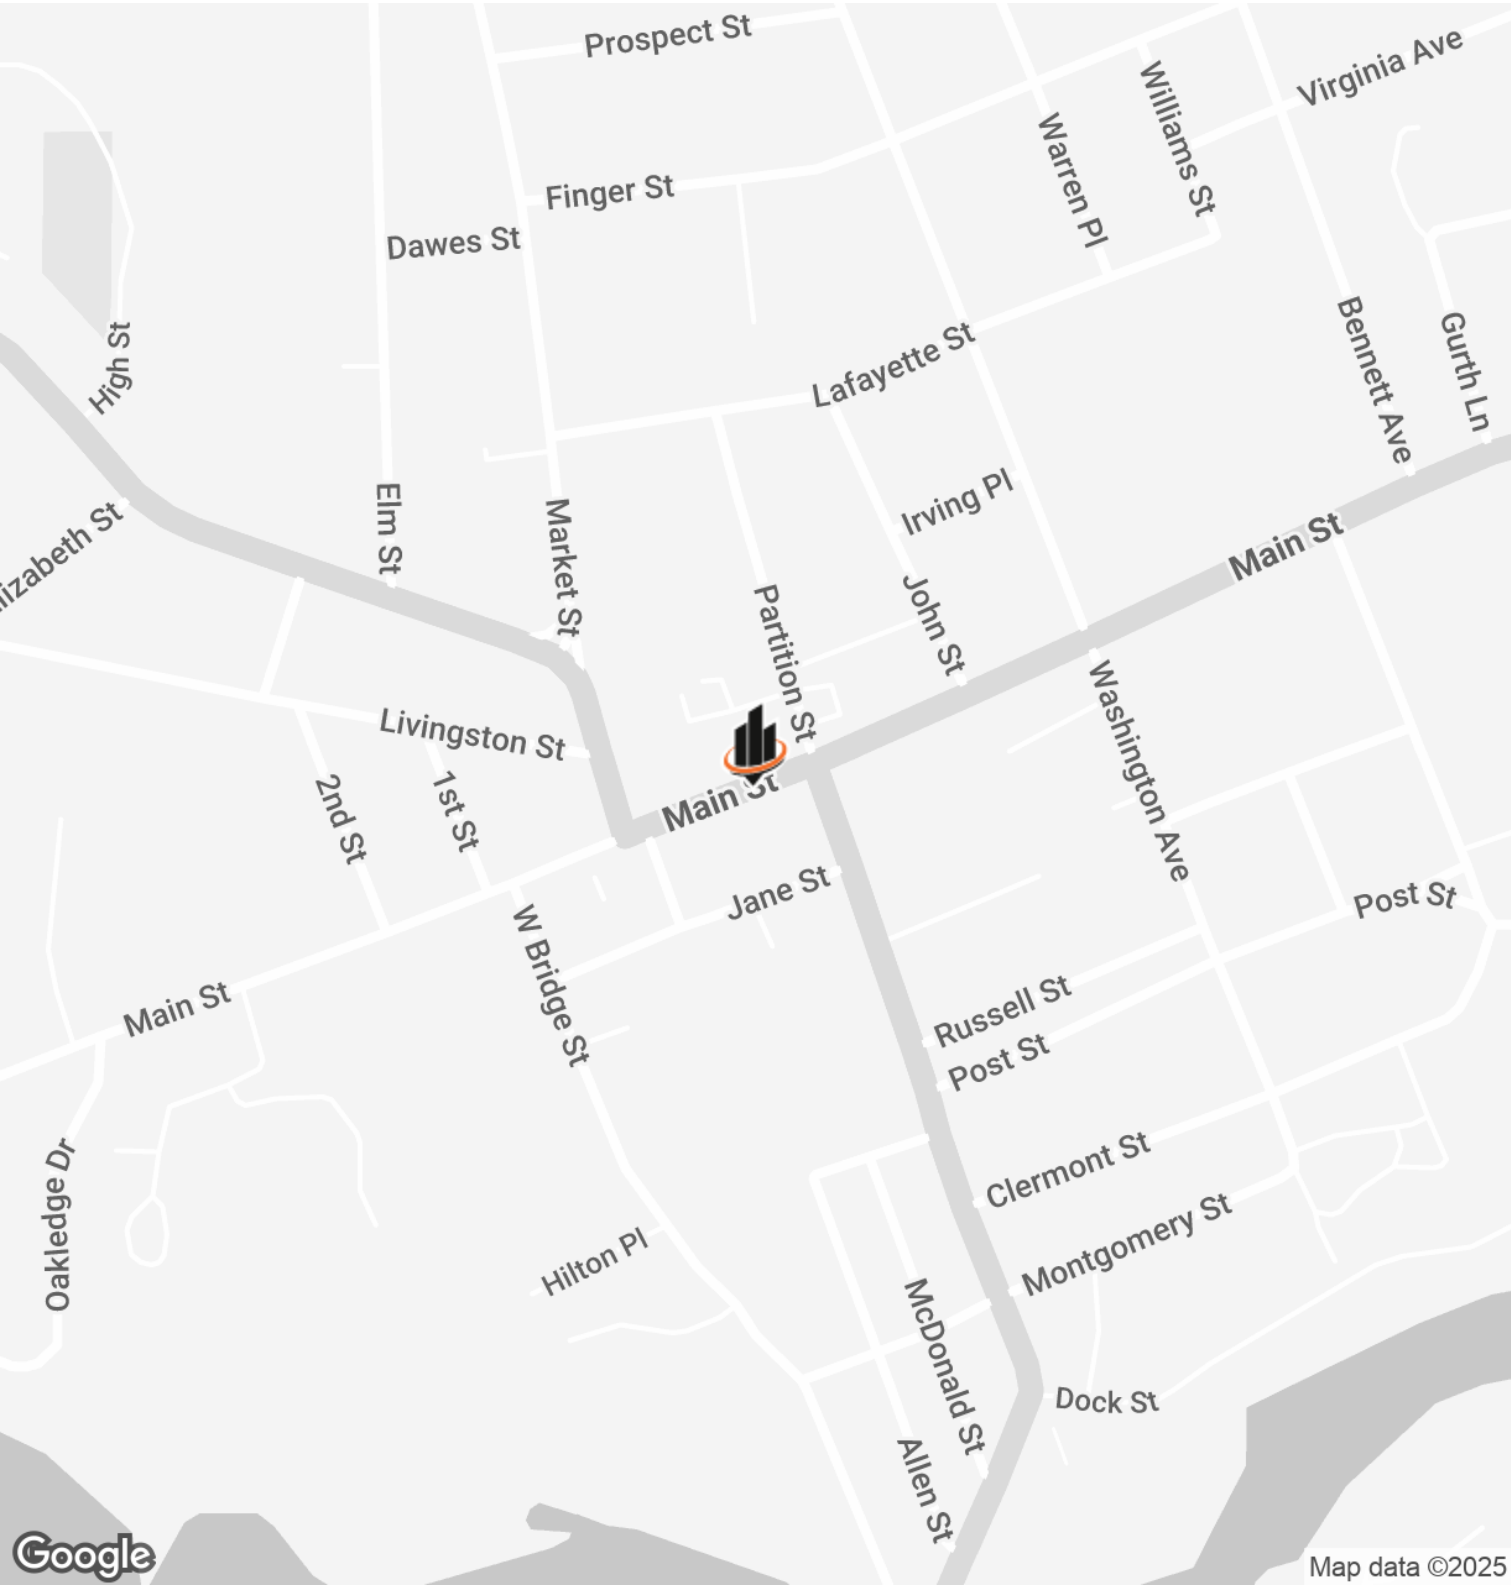 Prospect St
Virginia Ave
Williams St
Warren Pl
Finger St
Dawes St
High St
Lafayette St
Bennett Ave
Gurth Ln
Irving Pl
Elm St
Market St
lizabeth St
Main St
Partition St
John St
Washington Ave
Livingston St
2nd St
1st St
Main St
Jane St
Post St
W Bridge St
Main St
Russell St
Post St
Oakledge Dr
Clermont St
Montgomery St
Hilton Pl
McDonald St
Dock St
Allen St
Google
Map data ©2025